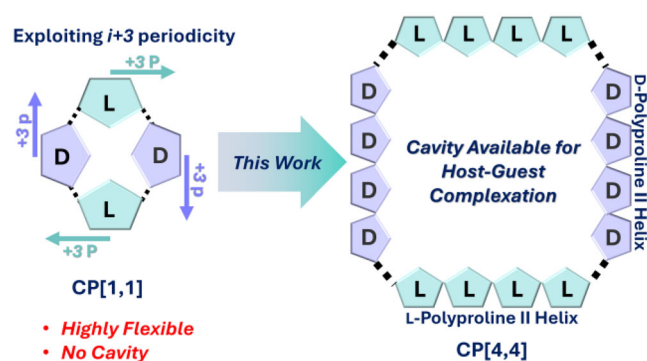 Exploiting i+3 periodicity
+3 P
L
+3 p
D
D
+3 p
L
+3 P
CP[1,1]
• Highly Flexible
• No Cavity
This Work
L L L L
D
D
D
D
D
D
D
D
Cavity Available for
Host-Guest
Complexation
D-Polyproline II Helix
L L L L
L-Polyproline II Helix
CP[4,4]